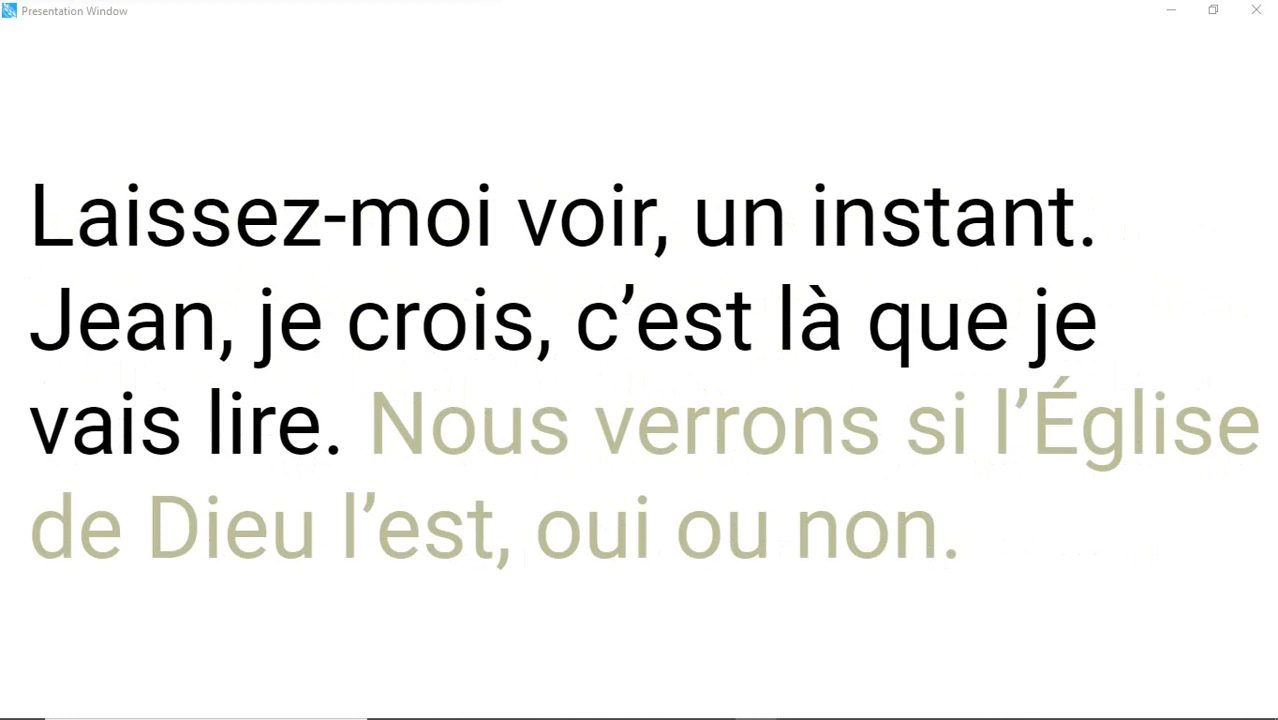 Presentation Window
Laissez-moi voir, un instant.
Jean, je crois, c’est là que je
vais lire. Nous verrons si l’Église
de Dieu l’est, oui ou non.